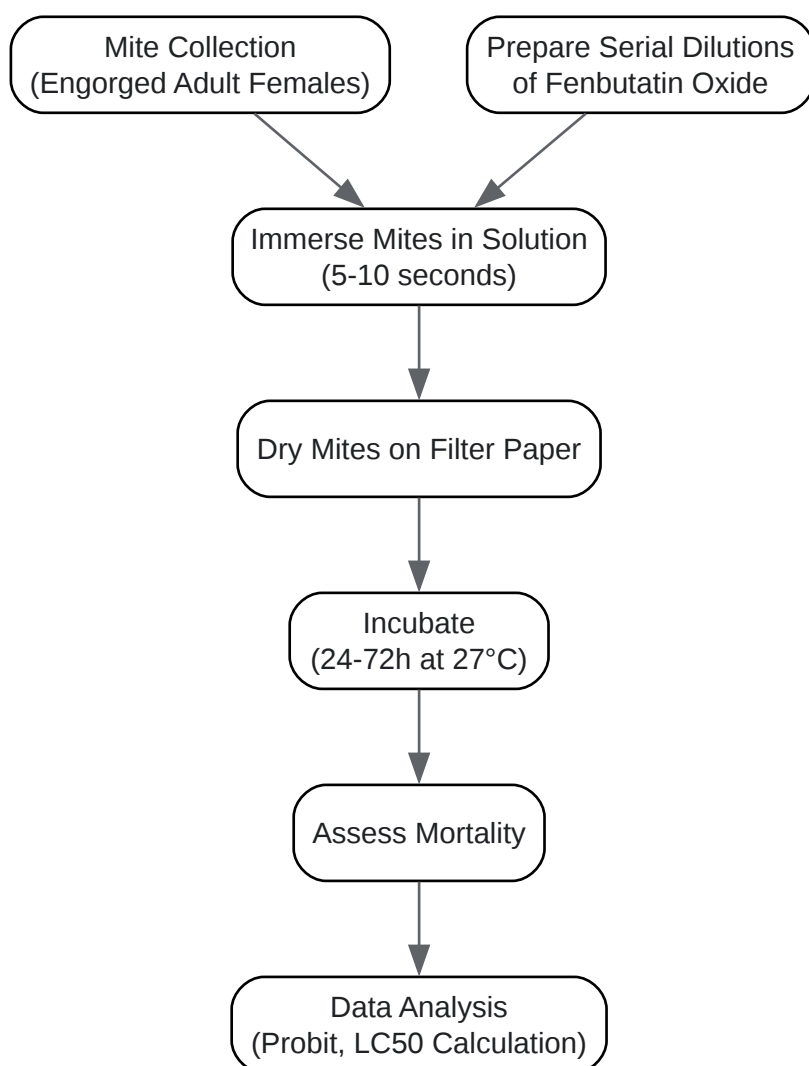 Mite Collection
(Engorged Adult Females)
Prepare Serial Dilutions
of Fenbutatin Oxide
Immerse Mites in Solution
(5-10 seconds)
Dry Mites on Filter Paper
Incubate
(24-72h at 27°C)
Assess Mortality
Data Analysis
(Probit, LC50 Calculation)